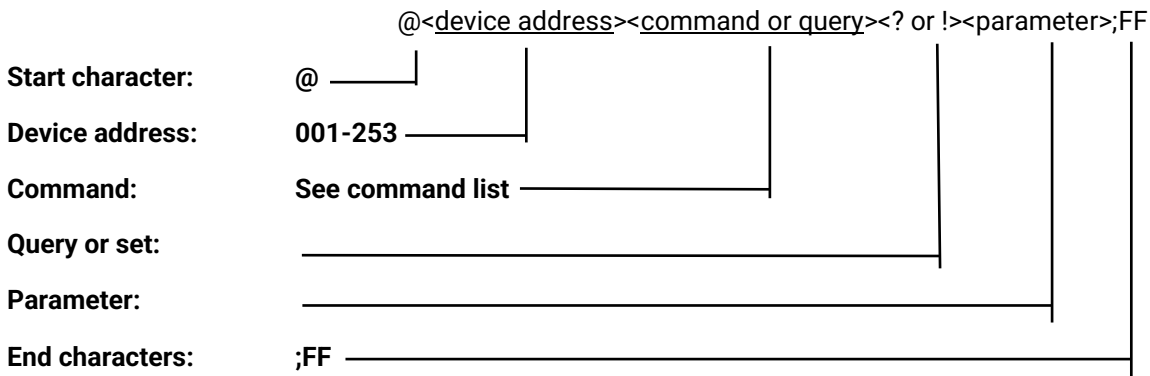 @<device address><command or query><? or !><parameter>;FF
Start character: @
Device address: 001-253
Command: See command list
Query or set:
Parameter:
End characters: ;FF